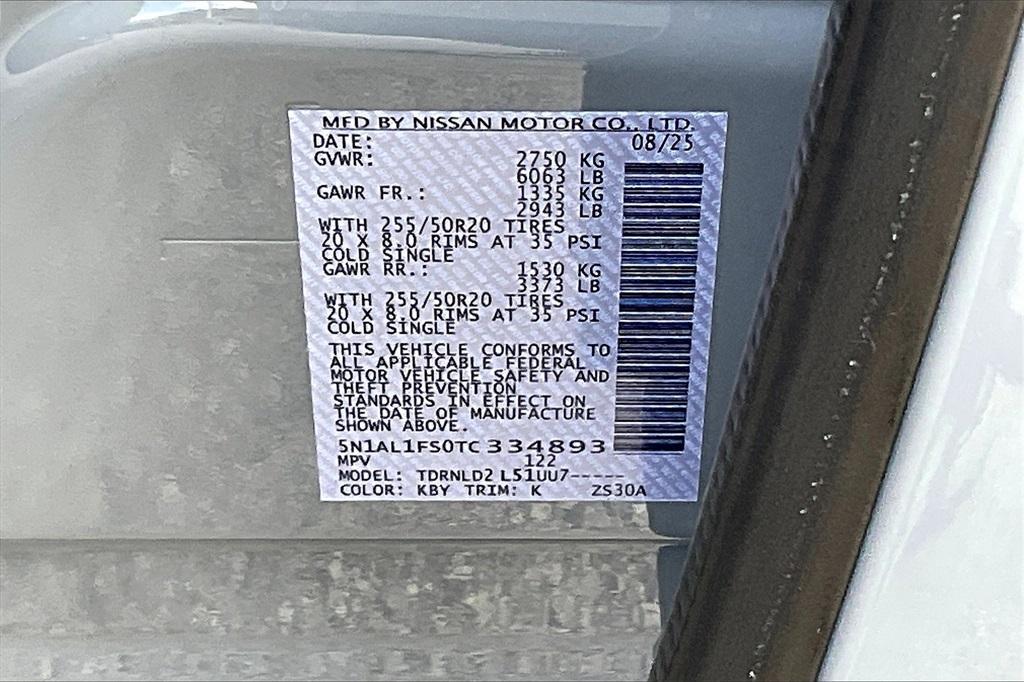 MFD BY NISSAN MOTOR CO., LTD.
DATE: 08/25
GVWR: 2750 KG
6063 LB
GAWR FR.: 1335 KG
2943 LB
WITH 255/50R20 TIRES
20 X 8.0 RIMS AT 35 PSI
COLD SINGLE
GAWR RR.: 1530 KG
3373 LB
WITH 255/50R20 TIRES
20 X 8.0 RIMS AT 35 PSI
COLD SINGLE
THIS VEHICLE CONFORMS TO
ALL APPLICABLE FEDERAL
MOTOR VEHICLE SAFETY AND
THEFT PREVENTION
STANDARDS IN EFFECT ON
THE DATE OF MANUFACTURE
SHOWN ABOVE.
5N1AL1FS0TC 334893
MPV 122
MODEL: TDRNLD2 L51UU7-----
COLOR: KBY TRIM: K ZS30A